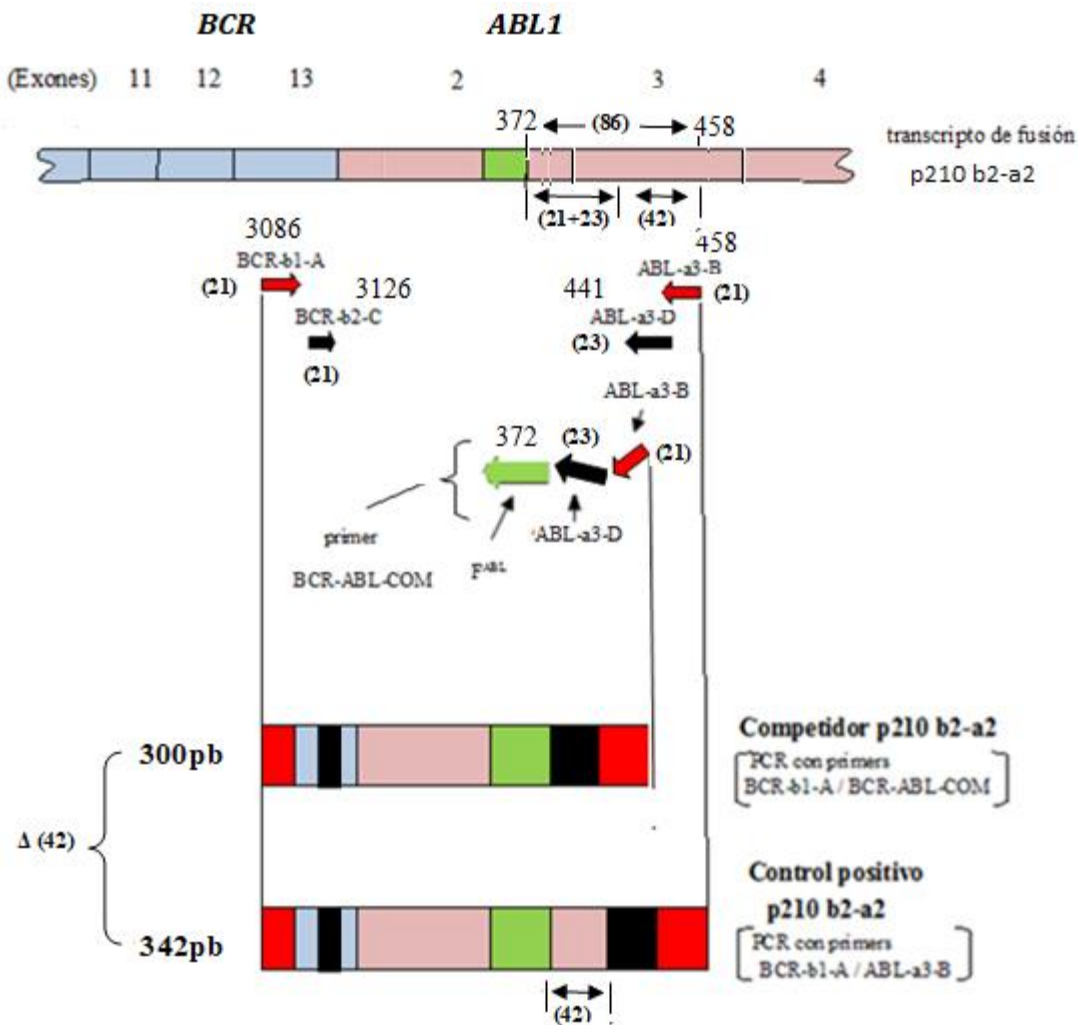 BCR ABL1
(Exones) 11 12 13 2 3 4
372 (86) 458
transcripto de fusión
p210 b2-a2
(21+23) (42)
3086 458
BCR-b1-A ABL-a3-B
(21) (21)
3126 441
BCR-b2-C ABL-a3-D
(23)
(21)
ABL-a3-B
372 (23) (21)
primer
BCR-ABL-COM
ABL-a3-D
F^ABL
300pb
Competidor p210 b2-a2
PCR con primers
BCR-b1-A / BCR-ABL-COM
Δ (42)
Control positivo
p210 b2-a2
342pb
PCR con primers
BCR-b1-A / ABL-a3-B
(42)